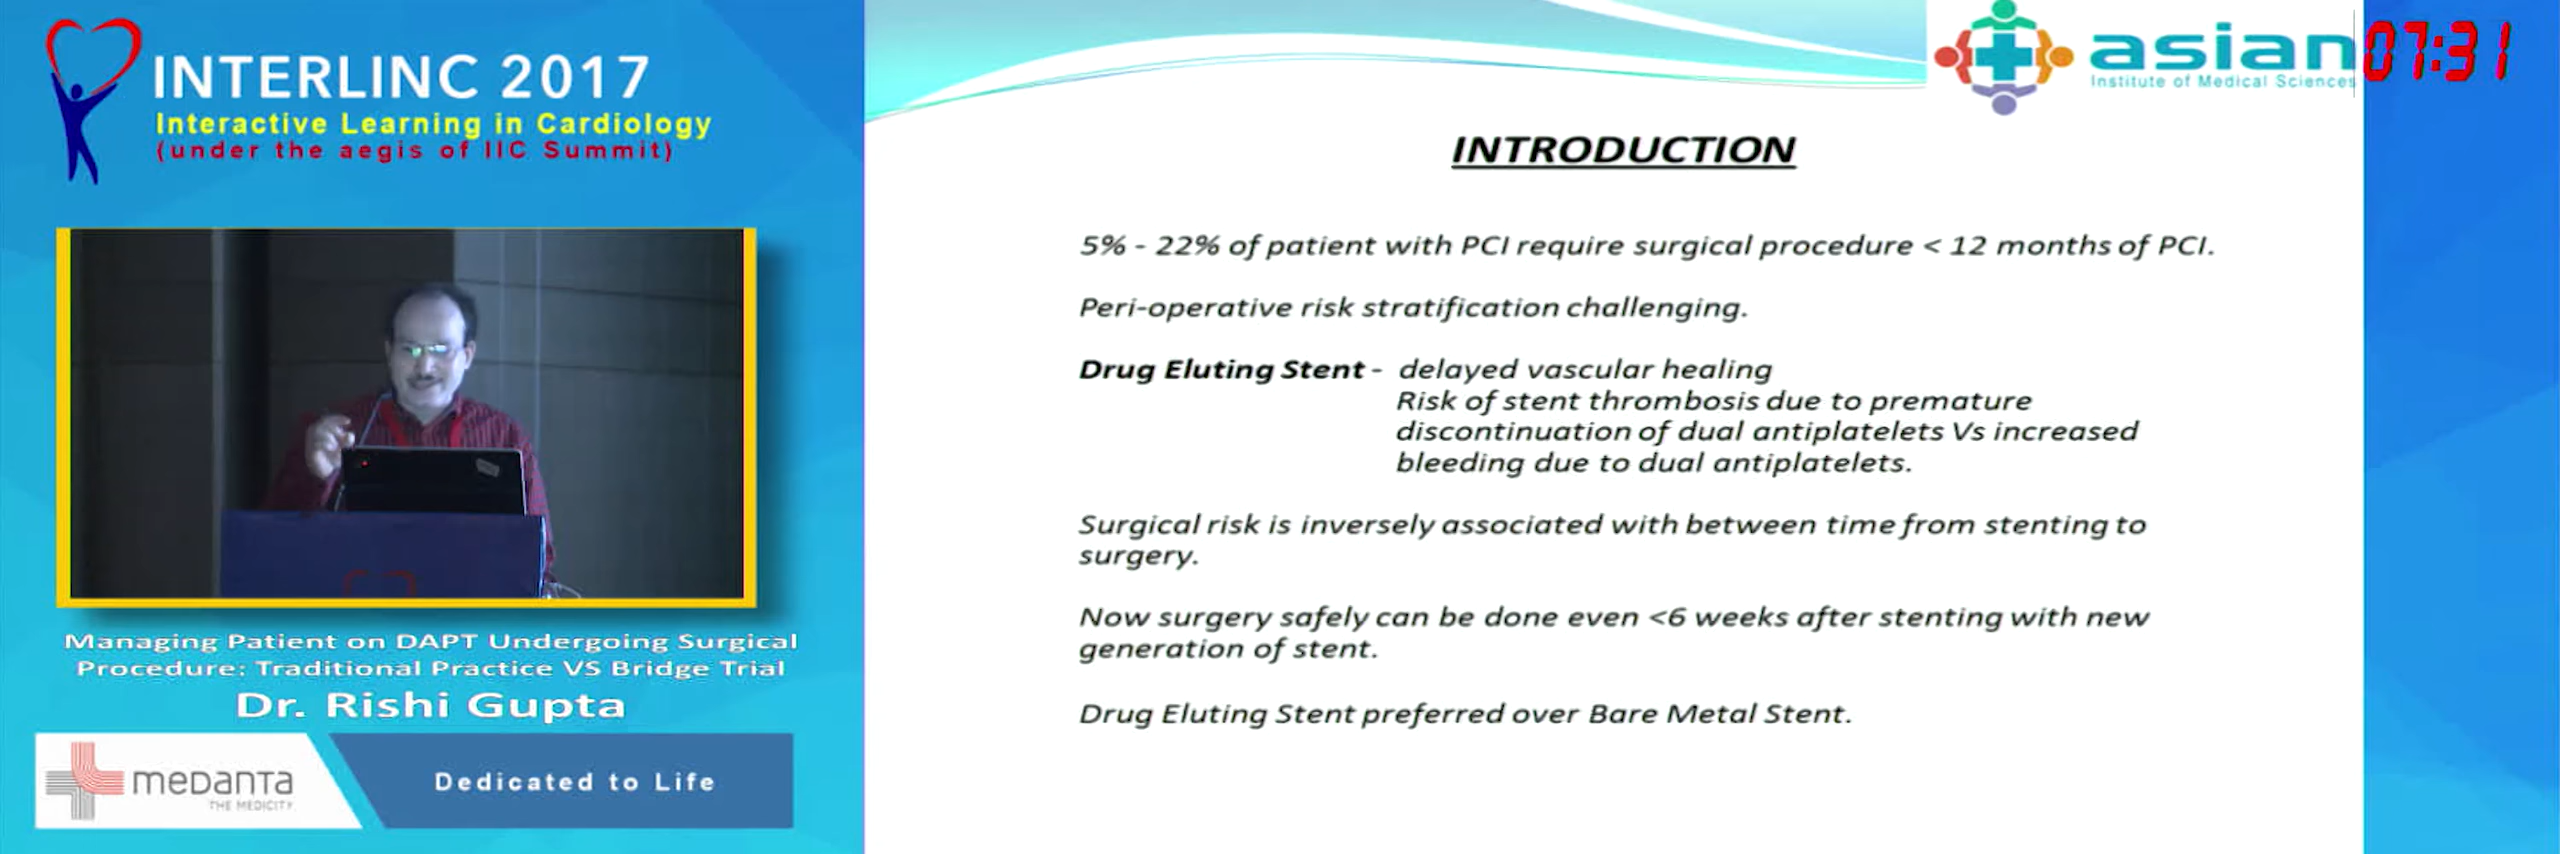 INTERLINC 2017
Interactive Learning in Cardiology
(under the aegis of IIC Summit)
Managing Patient on DAPT Undergoing Surgical
Procedure: Traditional Practice VS Bridge Trial
Dr. Rishi Gupta
medanta
THE MEDICITY
Dedicated to Life
asian
Institute of Medical Sciences
07:31
INTRODUCTION
5% - 22% of patient with PCI require surgical procedure < 12 months of PCI.
Peri-operative risk stratification challenging.
Drug Eluting Stent - delayed vascular healing
Risk of stent thrombosis due to premature
discontinuation of dual antiplatelets Vs increased
bleeding due to dual antiplatelets.
Surgical risk is inversely associated with between time from stenting to
surgery.
Now surgery safely can be done even <6 weeks after stenting with new
generation of stent.
Drug Eluting Stent preferred over Bare Metal Stent.